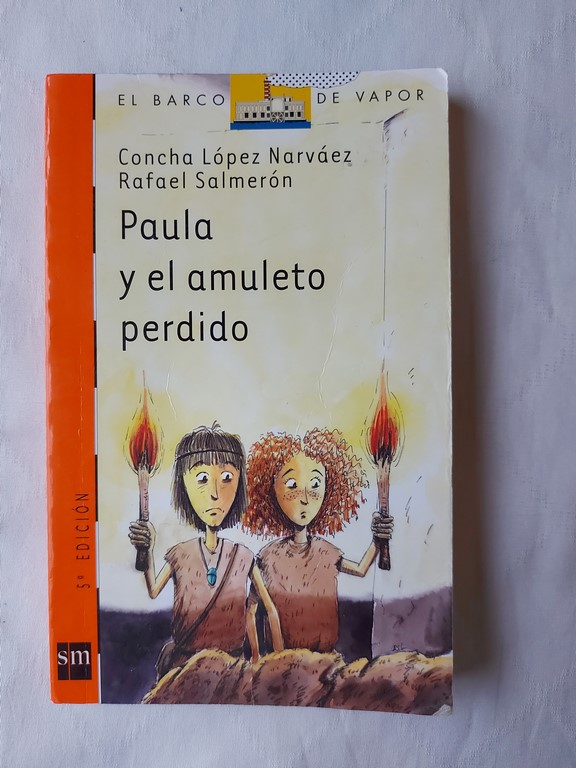 EL BARCO DE VAPOR
Concha López Narváez
Rafael Salmerón
Paula
y el amuleto
perdido
5ª EDICIÓN
sm